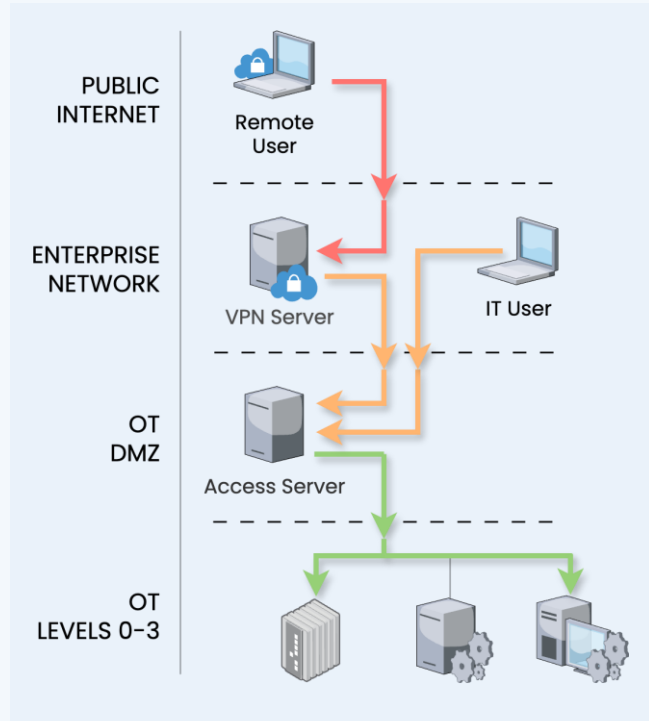 PUBLIC
INTERNET
Remote
User
ENTERPRISE
NETWORK
VPN Server
IT User
OT
DMZ
Access Server
OT
LEVELS 0-3